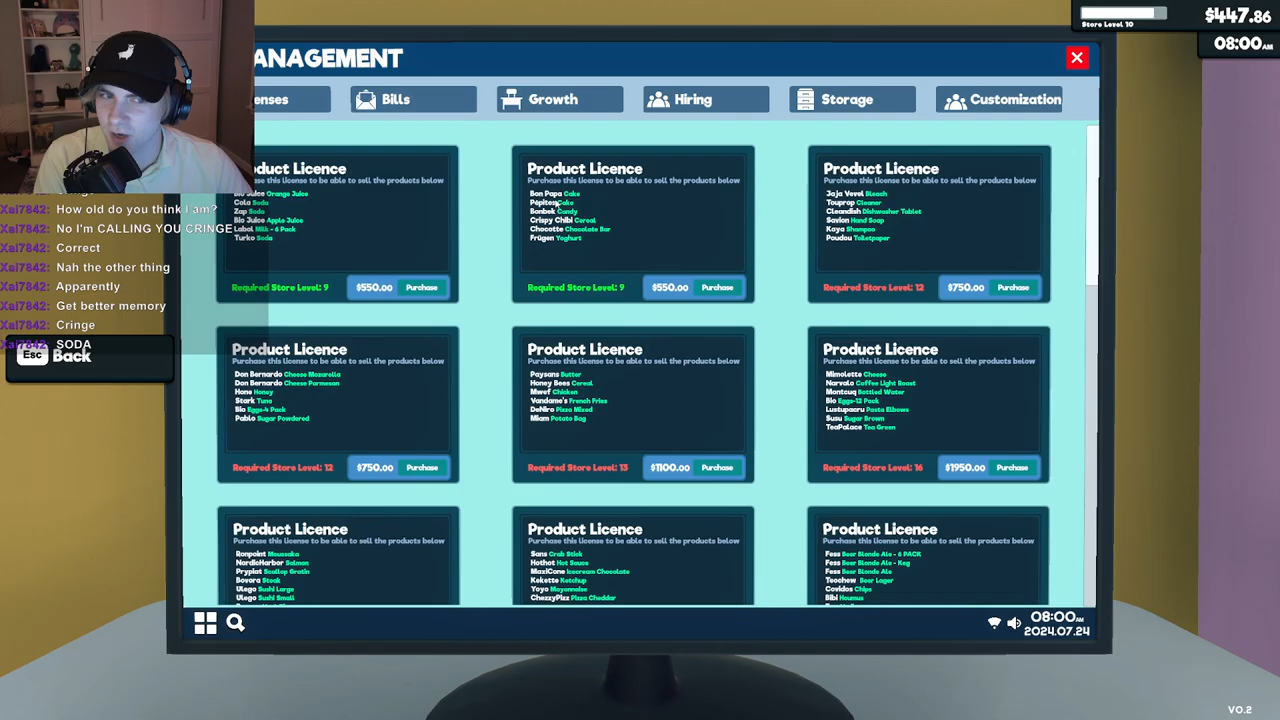 $447.86
Store Level 10
08:00AM
ANAGEMENT
enses
Bills
Growth
Hiring
Storage
Customization
oduct Licence
Purchase this license to be able to sell the products below
Bio Juice Orange Juice
Cola Soda
Zap Soda
Bio Juice Apple Juice
Labal Milk - 6 Pack
Turko Soda
Required Store Level: 9
$550.00
Purchase
Product Licence
Purchase this license to be able to sell the products below
Bon Papa Cake
Pépites Cake
Bonbek Candy
Crispy Chibi Cereal
Chocotte Chocolate Bar
Frügen Yoghurt
Required Store Level: 9
$550.00
Purchase
Product Licence
Purchase this license to be able to sell the products below
Jaja Vevel Bleach
Touprop Cleaner
Cleandish Dishwasher Tablet
Savion Hand Soap
Kaya Shampoo
Poudou Toiletpaper
Required Store Level: 12
$750.00
Purchase
Xai7842: How old do you think I am?
Xai7842: No I'm CALLING YOU CRINGE
Xai7842: Correct
Xai7842: Nah the other thing
Xai7842: Apparently
Xai7842: Get better memory
Xai7842: Cringe
Xai7842: SODA
Esc Back
Product Licence
Purchase this license to be able to sell the products below
Don Bernardo Cheese Mozarella
Don Bernardo Cheese Parmesan
Hone Honey
Stark Tuna
Bio Eggs-4 Pack
Pablo Sugar Powdered
Required Store Level: 12
$750.00
Purchase
Product Licence
Purchase this license to be able to sell the products below
Paysans Butter
Honey Bees Cereal
Mwef Chicken
Vandame's French Fries
DeNiro Pizza Mixed
Miam Potato Bag
Required Store Level: 13
$1100.00
Purchase
Product Licence
Purchase this license to be able to sell the products below
Mimolette Cheese
Narvalo Coffee Light Roast
Montcuq Bottled Water
Bio Eggs-12 Pack
Lustupacru Pasta Elbows
Susu Sugar Brown
TeaPalace Tea Green
Required Store Level: 16
$1950.00
Purchase
Product Licence
Purchase this license to be able to sell the products below
Ronpoint Moussaka
NordicHarbor Salmon
Prypiat Scallop Gratin
Bovora Steak
Ulego Sushi Large
Ulego Sushi Small
Product Licence
Purchase this license to be able to sell the products below
Sans Crab Stick
Hothot Hot Sauce
MaxiCone Icecream Chocolate
Kekette Ketchup
Yoyo Mayonnaise
ChezzyPizz Pizza Cheddar
Product Licence
Purchase this license to be able to sell the products below
Fess Beer Blonde Ale - 6 PACK
Fess Beer Blonde Ale - Keg
Fess Beer Blonde Ale
Toochew Beer Lager
Covidos Chips
Bibi Houmus
08:00AM
2024.07.24
V0.2